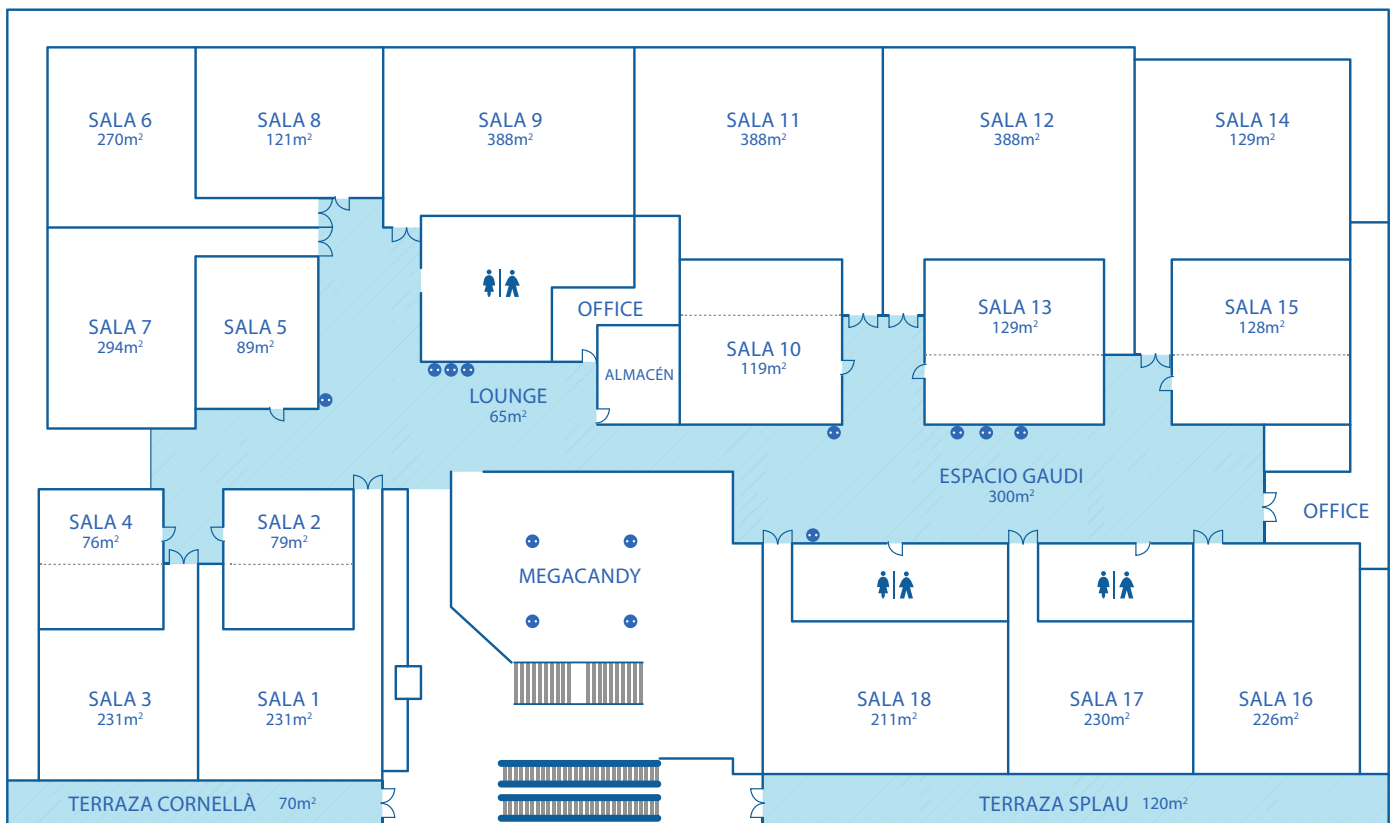 SALA 6
270m²
SALA 8
121m²
SALA 9
388m²
SALA 11
388m²
SALA 12
388m²
SALA 14
129m²
SALA 7
294m²
SALA 5
89m²
OFFICE
SALA 10
119m²
SALA 13
129m²
SALA 15
128m²
ALMACÉN
LOUNGE
65m²
ESPACIO GAUDI
300m²
OFFICE
SALA 4
76m²
SALA 2
79m²
MEGACANDY
SALA 3
231m²
SALA 1
231m²
SALA 18
211m²
SALA 17
230m²
SALA 16
226m²
TERRAZA CORNELLÀ 70m²
TERRAZA SPLAU 120m²